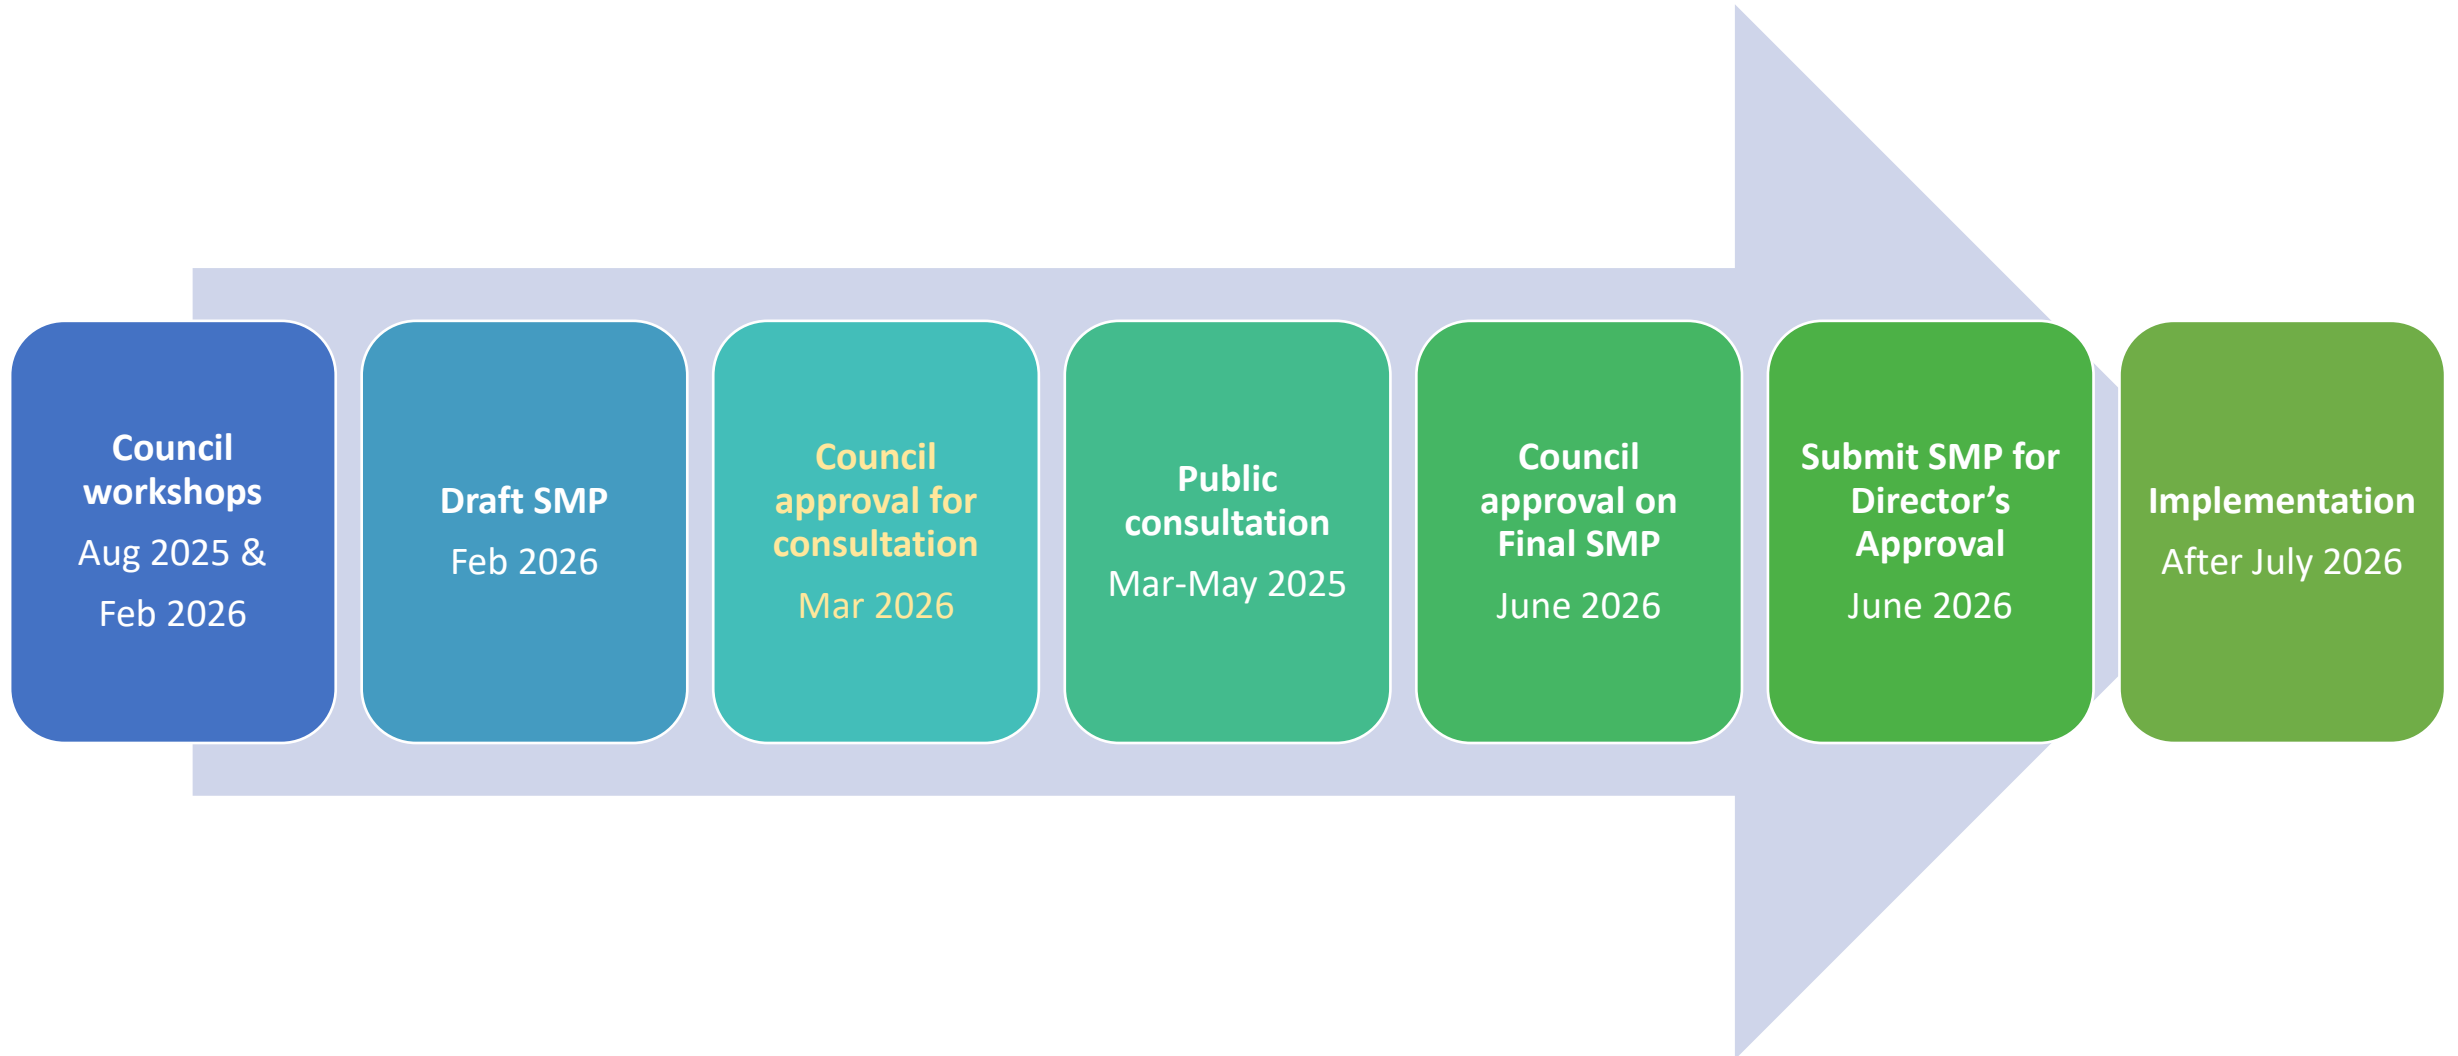 Council
workshops
Aug 2025 &
Feb 2026
Draft SMP
Feb 2026
Council
approval for
consultation
Mar 2026
Public
consultation
Mar-May 2025
Council
approval on
Final SMP
June 2026
Submit SMP for
Director’s
Approval
June 2026
Implementation
After July 2026